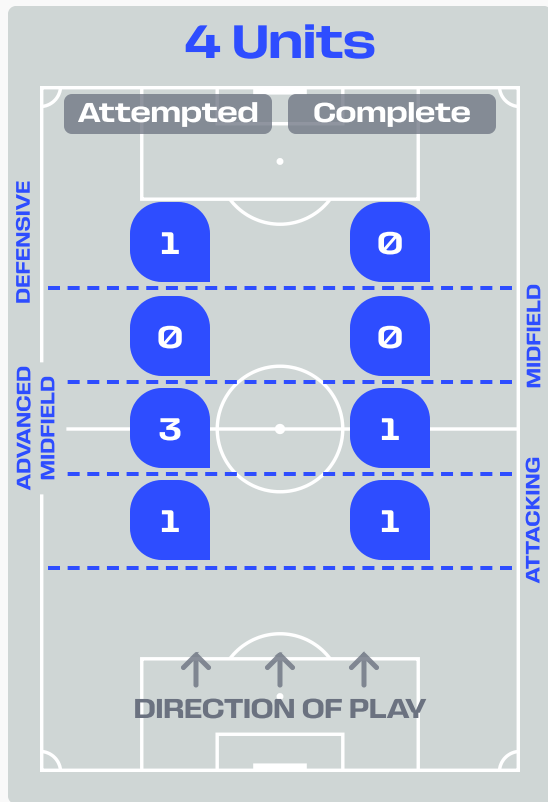 4 Units
Attempted Complete
DEFENSIVE
1 0
MIDFIELD
0 0
ADVANCED
MIDFIELD
3 1
ATTACKING
1 1
DIRECTION OF PLAY